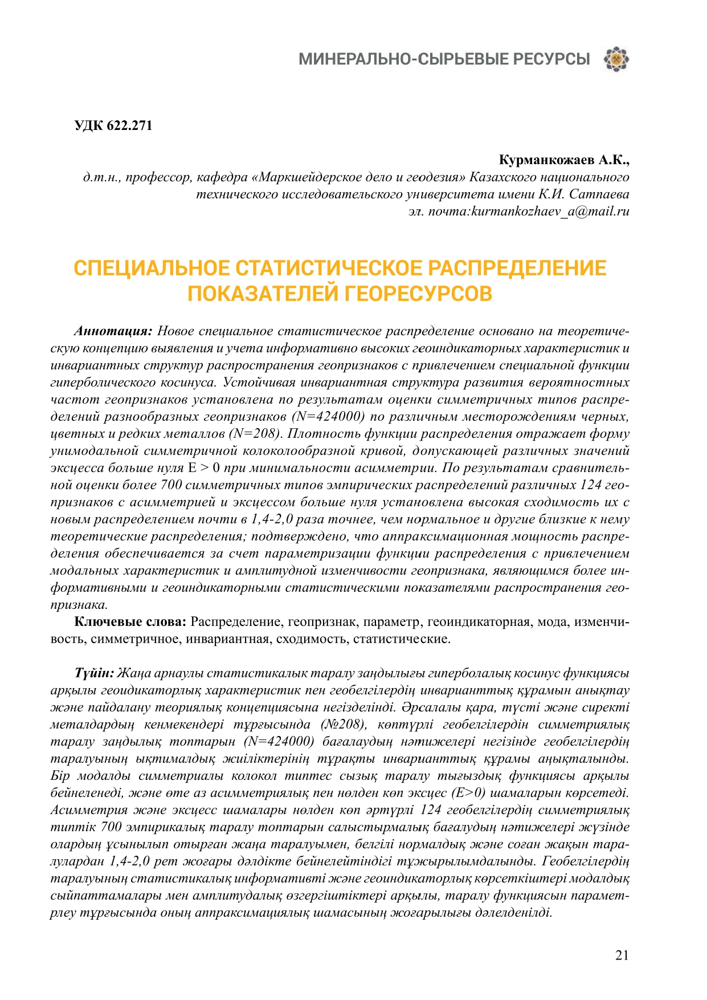 МИНЕРАЛЬНО-СЫРЬЕВЫЕ РЕСУРСЫ
УДК 622.271
Курманкожаев А.К.,
д.т.н., профессор, кафедра «Маркшейдерское дело и геодезия» Казахского национального
технического исследовательского университета имени К.И. Сатпаева
эл. почта:kurmankozhaev_a@mail.ru
СПЕЦИАЛЬНОЕ СТАТИСТИЧЕСКОЕ РАСПРЕДЕЛЕНИЕ
ПОКАЗАТЕЛЕЙ ГЕОРЕСУРСОВ
Аннотация: Новое специальное статистическое распределение основано на теоретиче-
скую концепцию выявления и учета информативно высоких геоиндикаторных характеристик и
инвариантных структур распространения геопризнаков с привлечением специальной функции
гиперболического косинуса. Устойчивая инвариантная структура развития вероятностных
частот геопризнаков установлена по результатам оценки симметричных типов распре-
делений разнообразных геопризнаков (N=424000) по различным месторождениям черных,
цветных и редких металлов (N=208). Плотность функции распределения отражает форму
унимодальной симметричной колоколообразной кривой, допускающей различных значений
эксцесса больше нуля E > 0 при минимальности асимметрии. По результатам сравнитель-
ной оценки более 700 симметричных типов эмпирических распределений различных 124 гео-
признаков с асимметрией и эксцессом больше нуля установлена высокая сходимость их с
новым распределением почти в 1,4-2,0 раза точнее, чем нормальное и другие близкие к нему
теоретические распределения; подтверждено, что аппраксимационная мощность распре-
деления обеспечивается за счет параметризации функции распределения с привлечением
модальных характеристик и амплитудной изменчивости геопризнака, являющимся более ин-
формативными и геоиндикаторными статистическими показателями распространения гео-
признака.
Ключевые слова: Распределение, геопризнак, параметр, геоиндикаторная, мода, изменчи-
вость, симметричное, инвариантная, сходимость, статистические.
Түйін: Жаңа арнаулы статистикалык таралу заңдылығы гиперболалық косинус функциясы
арқылы геоидикаторлық характеристик пен геобелгілердің инварианттық құрамын анықтау
және пайдалану теориялық концепциясына негізделінді. Әрсалалы қара, түсті және сиректі
металдардың кенмекендері тұрғысында (№208), көптүрлі геобелгілердін симметриялық
таралу заңдылық топтарын (N=424000) бағалаудың нәтижелері негізінде геобелгілердің
таралуының ықтималдық жиіліктерінің тұрақты инварианттық құрамы аңықталынды.
Бір модалды симметриалы колокол типтес сызық таралу тығыздық функциясы арқылы
бейнеленеді, және өте аз асимметриялық пен нөлден көп эксцес (E>0) шамаларын көрсетеді.
Асимметрия және эксцесс шамалары нөлден көп әртүрлі 124 геобелгілердің симметриялық
типтік 700 эмпирикалық таралу топтарын салыстырмалық бағалудың нәтижелері жүзінде
олардың ұсынылып отырған жаңа таралуымен, белгілі нормалдық және соған жақын тара-
лулардан 1,4-2,0 рет жоғары дәлдікте бейнелейтіндігі тұжырылымдалынды. Геобелгілердің
таралуының статистикалық информативті және геоиндикаторлық көрсеткіштері модалдық
сыйпаттамалары мен амплитудалық өзгергіштіктері арқылы, таралу функциясын парамет-
рлеу тұрғысында оның аппраксимациялық шамасының жоғарылығы дәлелденілді.
21